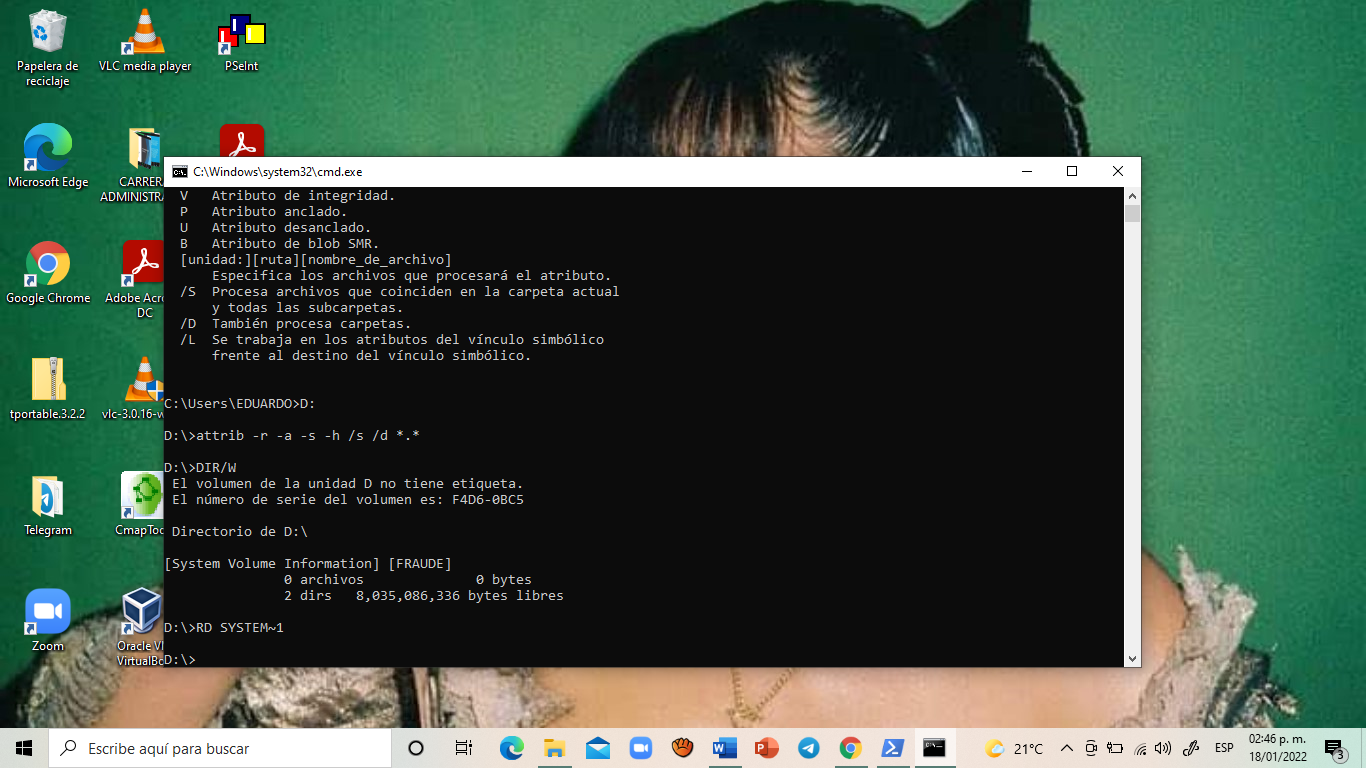 Papelera de
reciclaje
VLC media player
PSeInt
Microsoft Edge
CARRER
ADMINISTRA
Google Chrome
Adobe Acro
DC
tportable.3.2.2
vlc-3.0.16-w
Telegram
CmapToo
Zoom
Oracle VM
VirtualBo
C:\Windows\system32\cmd.exe
V Atributo de integridad.
P Atributo anclado.
U Atributo desanclado.
B Atributo de blob SMR.
[unidad:][ruta][nombre_de_archivo]
Especifica los archivos que procesará el atributo.
/S Procesa archivos que coinciden en la carpeta actual
y todas las subcarpetas.
/D También procesa carpetas.
/L Se trabaja en los atributos del vínculo simbólico
frente al destino del vínculo simbólico.
C:\Users\EDUARDO>D:
D:\>attrib -r -a -s -h /s /d *.*
D:\>DIR/W
El volumen de la unidad D no tiene etiqueta.
El número de serie del volumen es: F4D6-0BC5
Directorio de D:\
[System Volume Information] [FRAUDE]
0 archivos 0 bytes
2 dirs 8,035,086,336 bytes libres
D:\>RD SYSTEM~1
D:\>
Escribe aquí para buscar
21°C
ESP
02:46 p. m.
18/01/2022
3